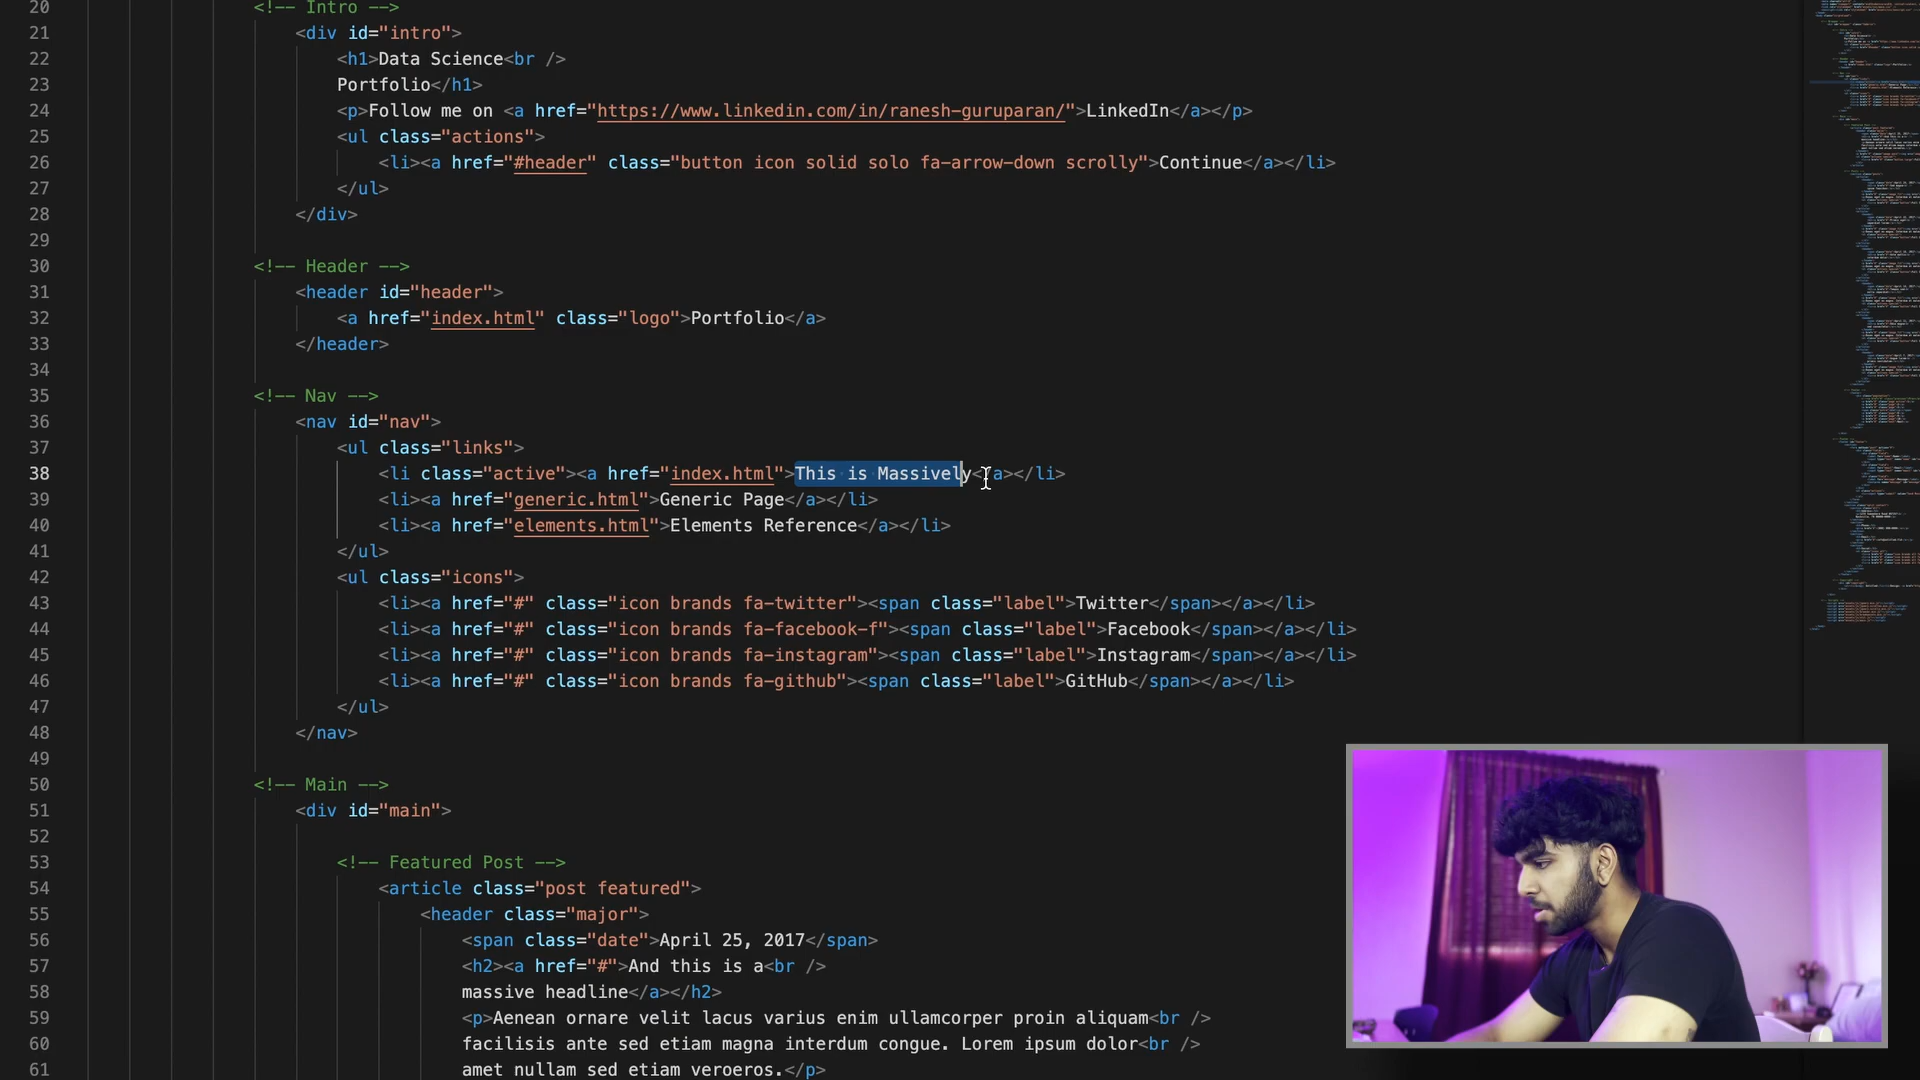 20 <!-- Intro -->
21 <div id="intro">
22 <h1>Data Science<br />
23 Portfolio</h1>
24 <p>Follow me on <a href="https://www.linkedin.com/in/ranesh-guruparan/">LinkedIn</a></p>
25 <ul class="actions">
26 <li><a href="#header" class="button icon solid solo fa-arrow-down scrolly">Continue</a></li>
27 </ul>
28 </div>
29
30 <!-- Header -->
31 <header id="header">
32 <a href="index.html" class="logo">Portfolio</a>
33 </header>
34
35 <!-- Nav -->
36 <nav id="nav">
37 <ul class="links">
38 <li class="active"><a href="index.html">This is Massively</a></li>
39 <li><a href="generic.html">Generic Page</a></li>
40 <li><a href="elements.html">Elements Reference</a></li>
41 </ul>
42 <ul class="icons">
43 <li><a href="#" class="icon brands fa-twitter"><span class="label">Twitter</span></a></li>
44 <li><a href="#" class="icon brands fa-facebook-f"><span class="label">Facebook</span></a></li>
45 <li><a href="#" class="icon brands fa-instagram"><span class="label">Instagram</span></a></li>
46 <li><a href="#" class="icon brands fa-github"><span class="label">GitHub</span></a></li>
47 </ul>
48 </nav>
49
50 <!-- Main -->
51 <div id="main">
52
53 <!-- Featured Post -->
54 <article class="post featured">
55 <header class="major">
56 <span class="date">April 25, 2017</span>
57 <h2><a href="#">And this is a<br />
58 massive headline</a></h2>
59 <p>Aenean ornare velit lacus varius enim ullamcorper proin aliquam<br />
60 facilisis ante sed etiam magna interdum congue. Lorem ipsum dolor<br />
61 amet nullam sed etiam veroeros.</p>